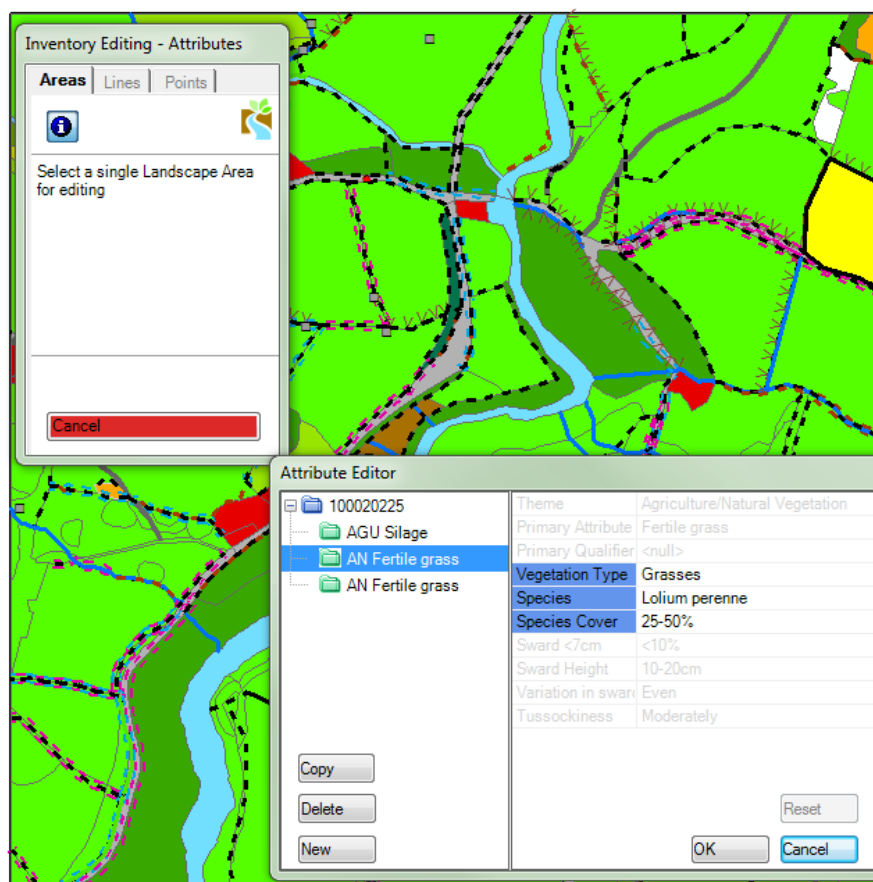 Inventory Editing - Attributes
Areas Lines Points
Select a single Landscape Area
for editing
Cancel
Attribute Editor
100020225
AGU Silage
AN Fertile grass
AN Fertile grass
Theme Agriculture/Natural Vegetation
Primary Attribute Fertile grass
Primary Qualifier <null>
Vegetation Type Grasses
Species Lolium perenne
Species Cover 25-50%
Sward <7cm <10%
Sward Height 10-20cm
Variation in sward Even
Tussockiness Moderately
Copy
Delete
New
Reset
OK Cancel